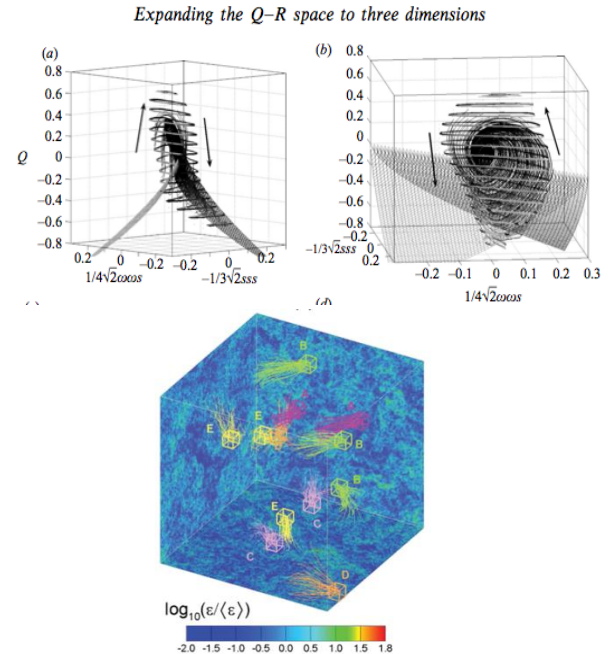 Expanding the Q–R space to three dimensions
(a)
0.8
0.6
0.4
0.2
0
−0.2
−0.4
−0.6
−0.8
Q
0.2 0 −0.2 −0.2 0 0.2
1/4√2ωωs −1/3√2sss
(b)
0.8
0.6
0.4
0.2
0
−0.2
−0.4
−0.6
−0.8
−0.2
0
0.2
−1/3√2sss
−0.2 −0.1 0 0.1 0.2 0.3
1/4√2ωωs
B
E
E
B
B
E
C
C
D
log10(ε/⟨ε⟩)
-2.0 -1.5 -1.0 -0.5 0.0 0.5 1.0 1.5 1.8